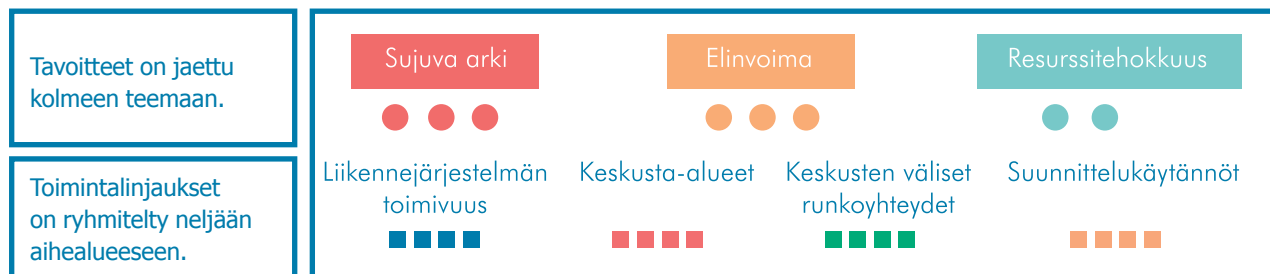 Tavoitteet on jaettu
kolmeen teemaan.
Sujuva arki
Elinvoima
Resurssitehokkuus
Toimintalinjaukset
on ryhmitelty neljään
aihealueeseen.
Liikennejärjestelmän
toimivuus
Keskusta-alueet
Keskusten väliset
runkoyhteydet
Suunnittelukäytännöt